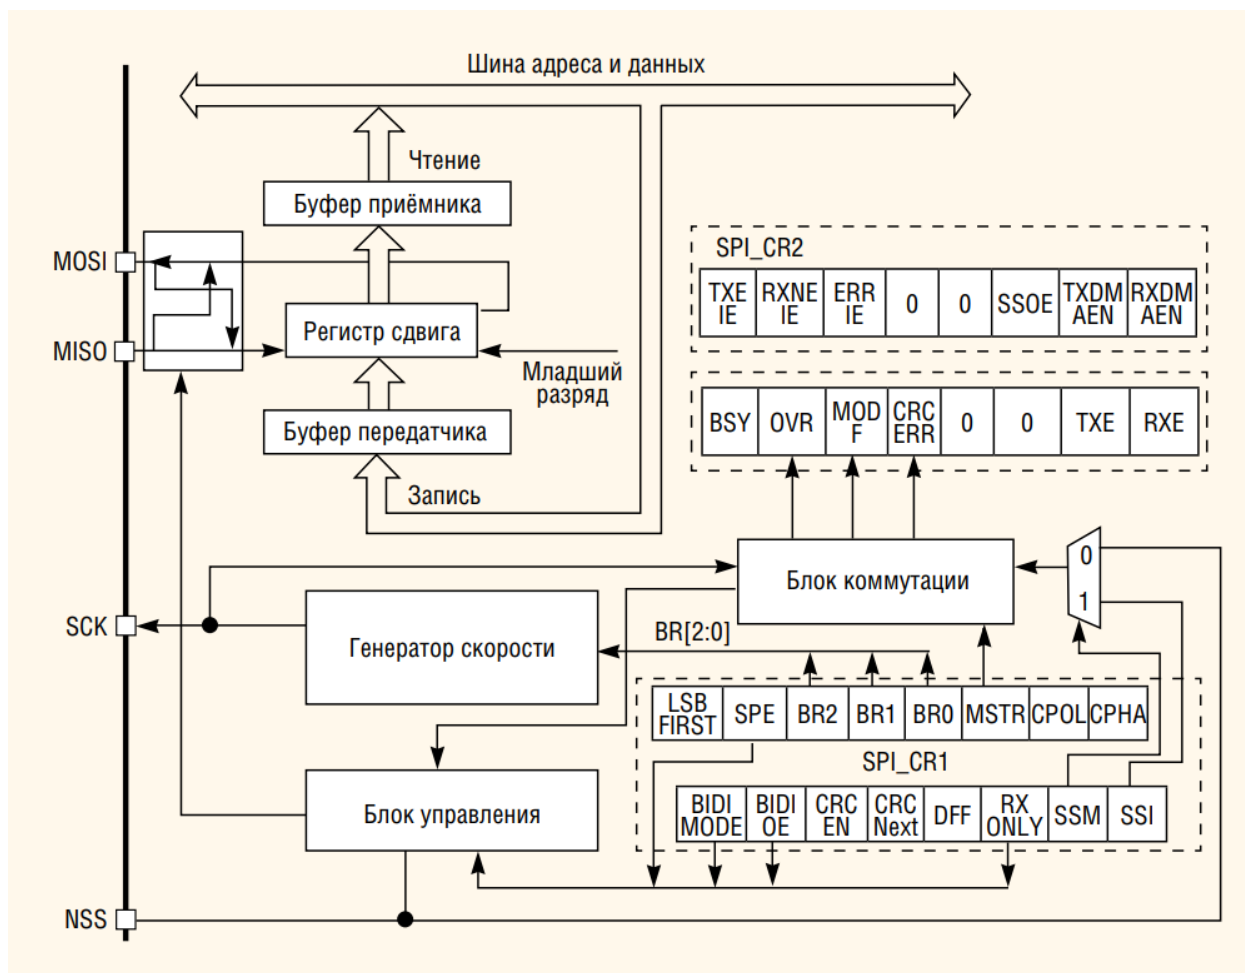 Шина адреса и данных
Чтение
Буфер приёмника
MOSI
MISO
Регистр сдвига
Младший
разряд
Буфер передатчика
Запись
SPI_CR2
TXE
IE
RXNE
IE
ERR
IE
0
0
SSOE
TXDM
AEN
RXDM
AEN
BSY
OVR
MOD
F
CRC
ERR
0
0
TXE
RXE
Блок коммутации
0
1
SCK
Генератор скорости
BR[2:0]
LSB
FIRST
SPE
BR2
BR1
BR0
MSTR
CPOL
CPHA
SPI_CR1
BIDI
MODE
BIDI
OE
CRC
EN
CRC
Next
DFF
RX
ONLY
SSM
SSI
Блок управления
NSS